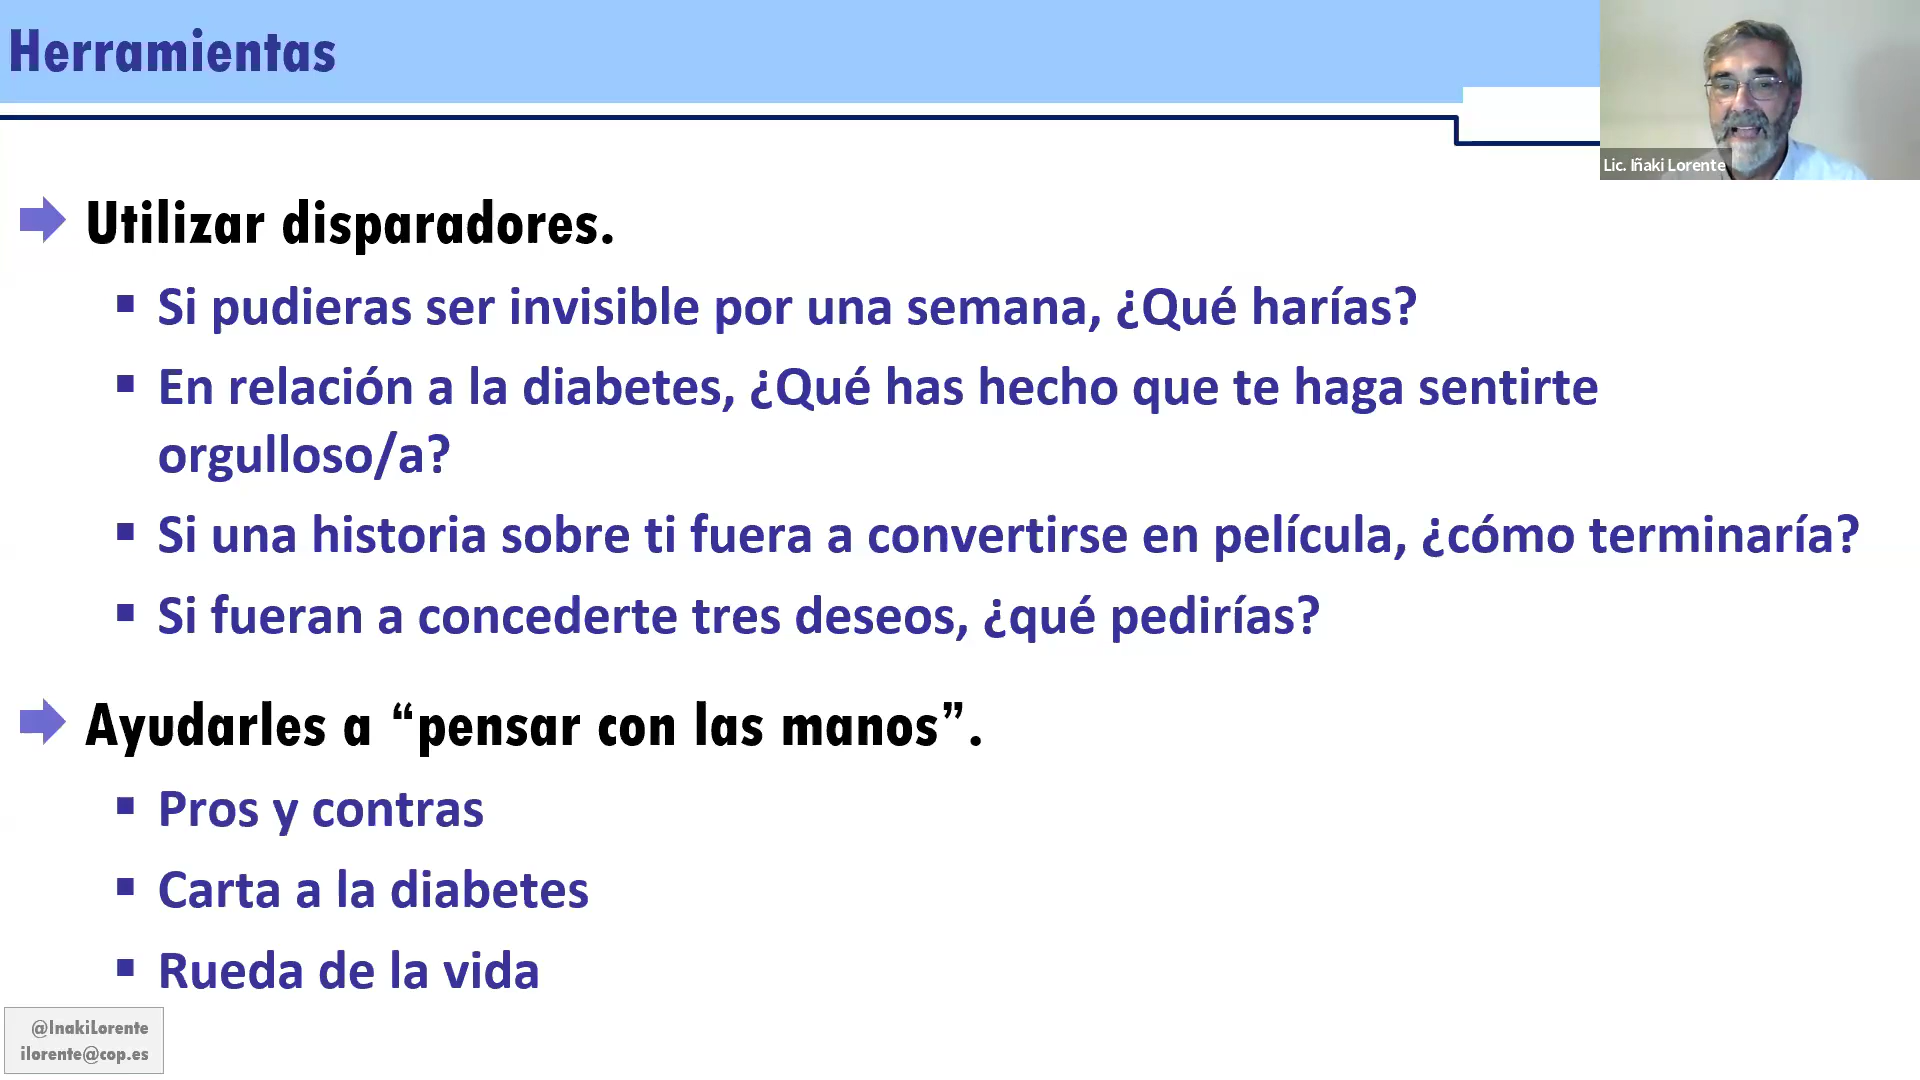 Herramientas
Lic. Iñaki Lorente
Utilizar disparadores.
Si pudieras ser invisible por una semana, ¿Qué harías?
En relación a la diabetes, ¿Qué has hecho que te haga sentirte
orgulloso/a?
Si una historia sobre ti fuera a convertirse en película, ¿cómo terminaría?
Si fueran a concederte tres deseos, ¿qué pedirías?
Ayudarles a “pensar con las manos”.
Pros y contras
Carta a la diabetes
Rueda de la vida
@InakiLorente
ilorente@cop.es